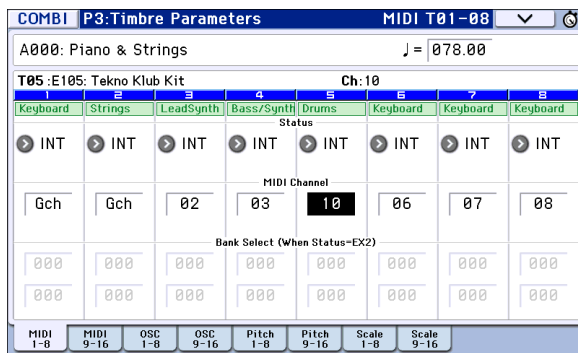 COMBI P3:Timbre Parameters MIDI T01-08
A000: Piano & Strings ♩= 078.00
T05 :E105: Tekno Klub Kit Ch:10
1 2 3 4 5 6 7 8
Keyboard Strings LeadSynth Bass/Synth Drums Keyboard Keyboard Keyboard
Status
INT INT INT INT INT INT INT INT
MIDI Channel
Gch Gch 02 03 10 06 07 08
Bank Select (When Status=EX2)
000 000 000 000 000 000 000 000
000 000 000 000 000 000 000 000
MIDI 1-8 MIDI 9-16 OSC 1-8 OSC 9-16 Pitch 1-8 Pitch 9-16 Scale 1-8 Scale 9-16